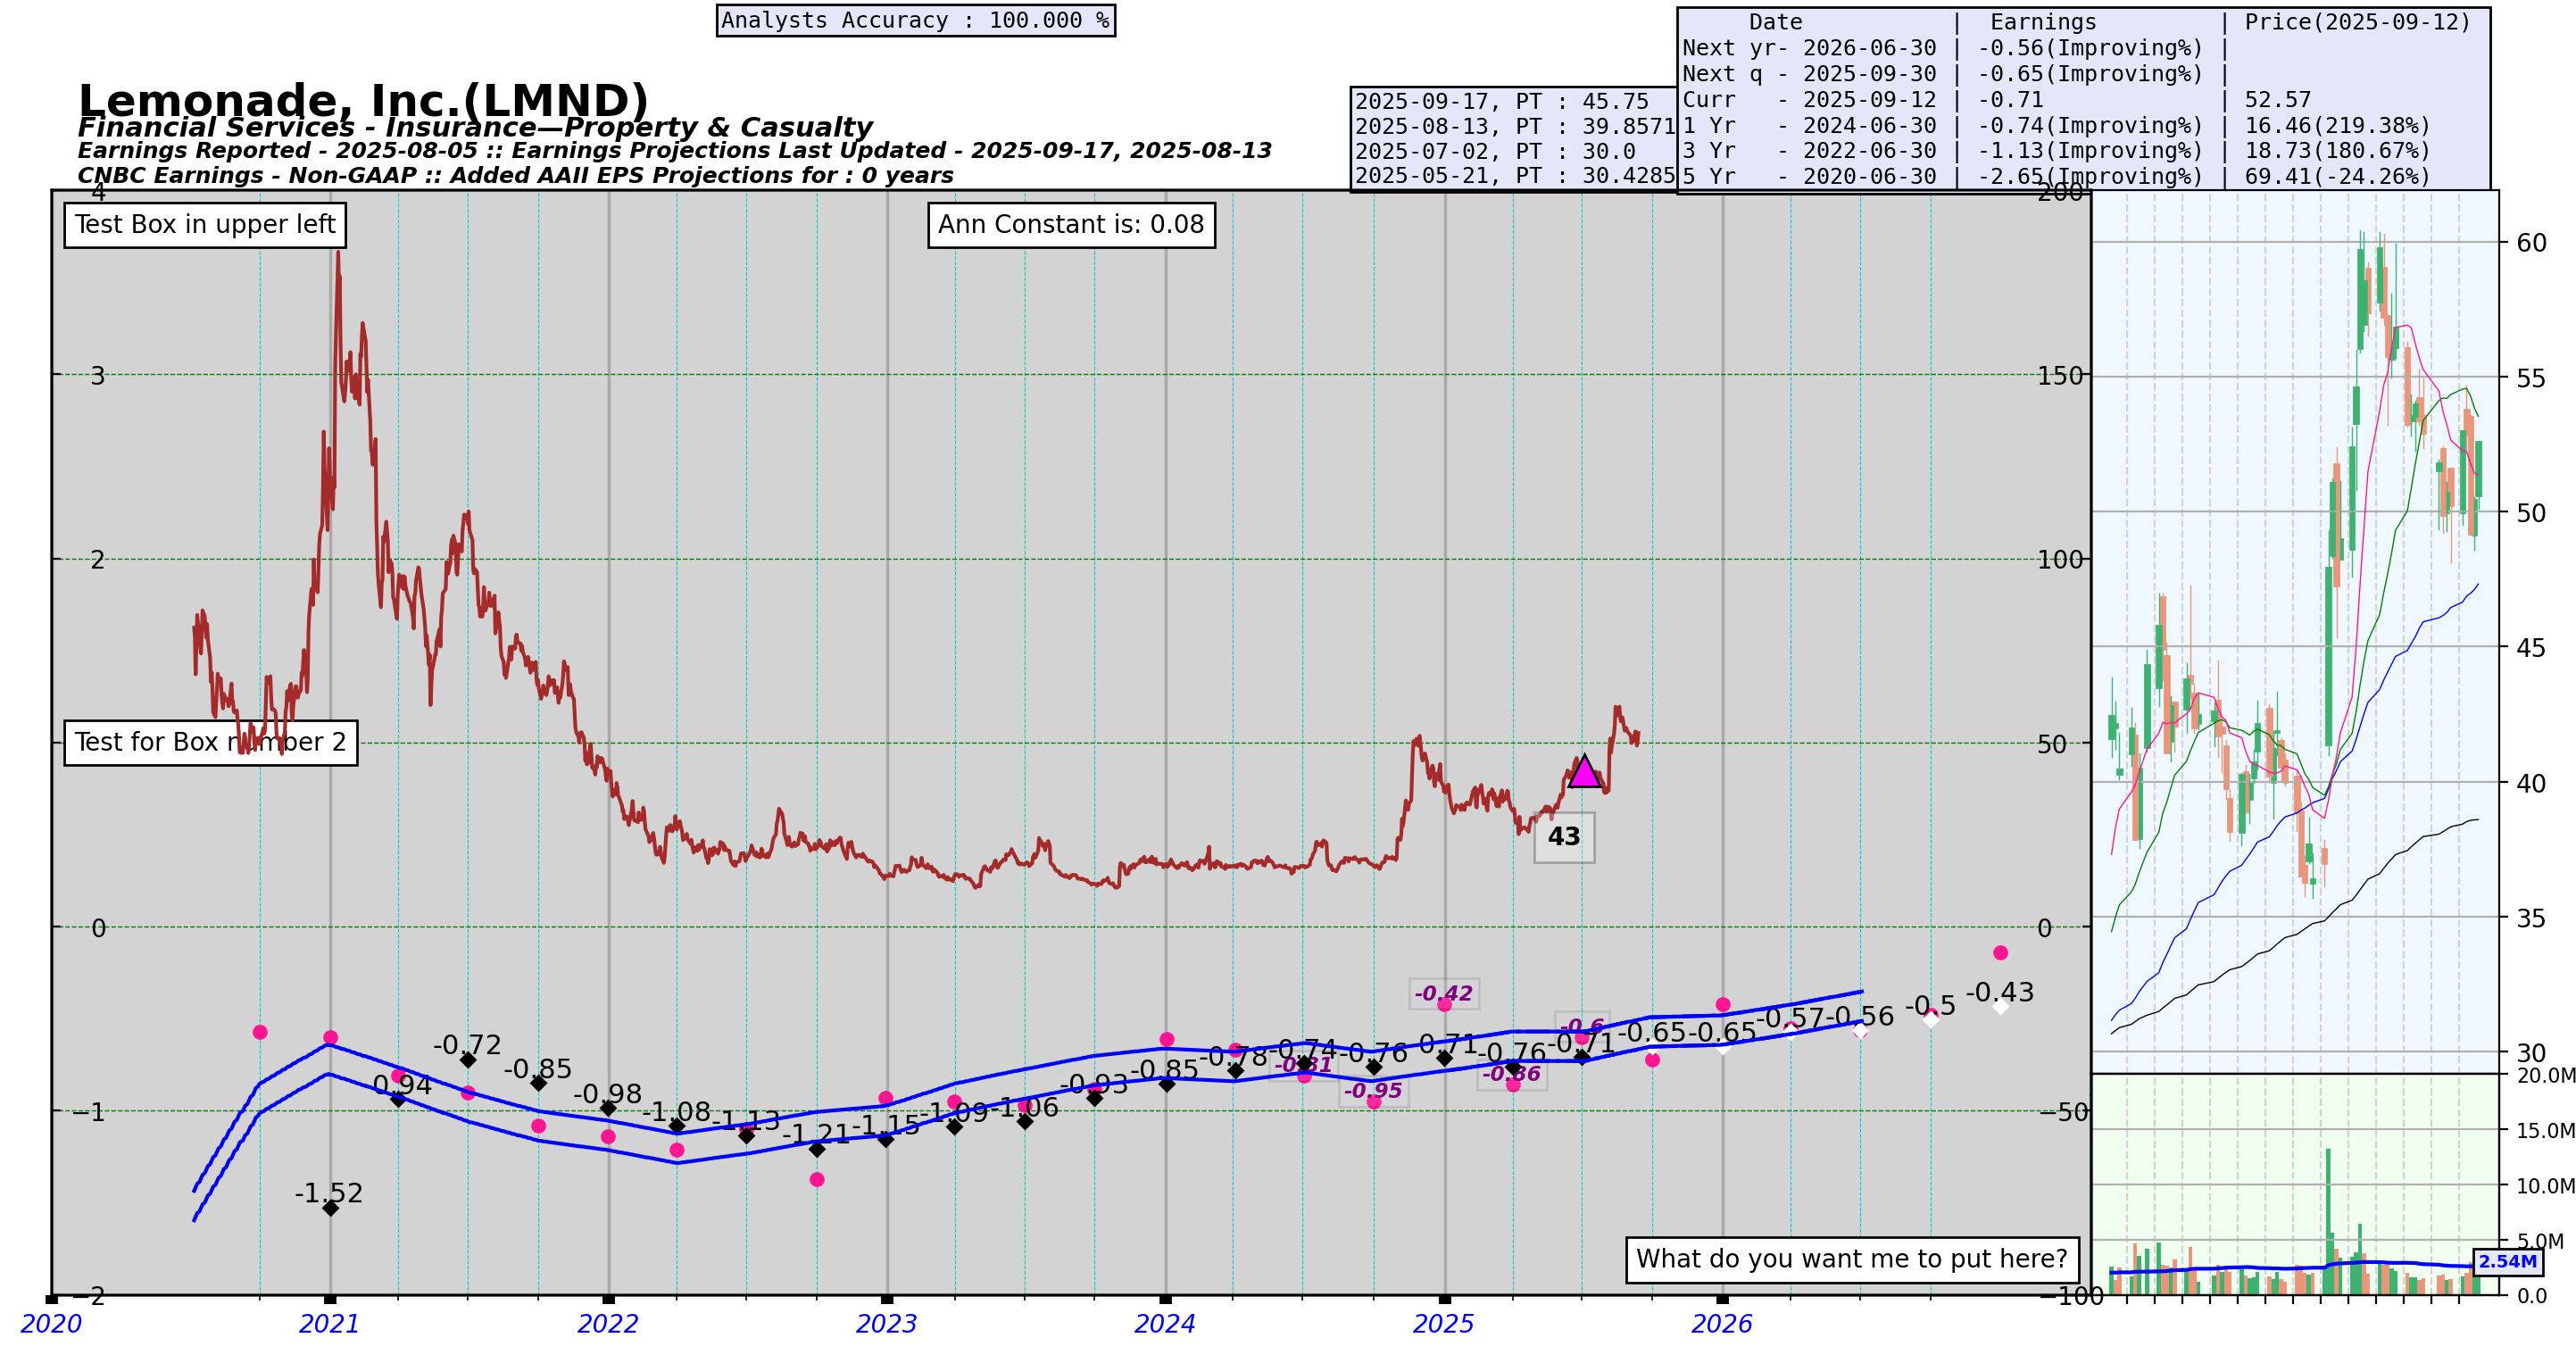 Analysts Accuracy : 100.000 %
Date | Earnings | Price(2025-09-12)
Next yr- 2026-06-30 | -0.56(Improving%) |
Next q - 2025-09-30 | -0.65(Improving%) |
Curr - 2025-09-12 | -0.71 | 52.57
1 Yr - 2024-06-30 | -0.74(Improving%) | 16.46(219.38%)
3 Yr - 2022-06-30 | -1.13(Improving%) | 18.73(180.67%)
5 Yr - 2020-06-30 | -2.65(Improving%) | 69.41(-24.26%)
2025-09-17, PT : 45.75
2025-08-13, PT : 39.8571
2025-07-02, PT : 30.0
2025-05-21, PT : 30.4285
Lemonade, Inc.(LMND)
Financial Services - Insurance—Property & Casualty
Earnings Reported - 2025-08-05 :: Earnings Projections Last Updated - 2025-09-17, 2025-08-13
CNBC Earnings - Non-GAAP :: Added AAII EPS Projections for : 0 years
Test Box in upper left
Ann Constant is: 0.08
Test for Box number 2
What do you want me to put here?
43
4
3
2
1
0
−1
−2
200
150
100
50
0
−50
−100
60
55
50
45
40
35
30
20.0M
15.0M
10.0M
5.0M
2.54M
0.0
-1.52
-0.94
-0.72
-0.85
-0.98
-1.08
-1.13
-1.21
-1.15
-1.09
-1.06
-0.93
-0.85
-0.78
-0.74
-0.76
-0.71
-0.76
-0.71
-0.65
-0.65
-0.57
-0.56
-0.5
-0.43
-0.81
-0.95
-0.42
-0.86
-0.6
2020
2021
2022
2023
2024
2025
2026